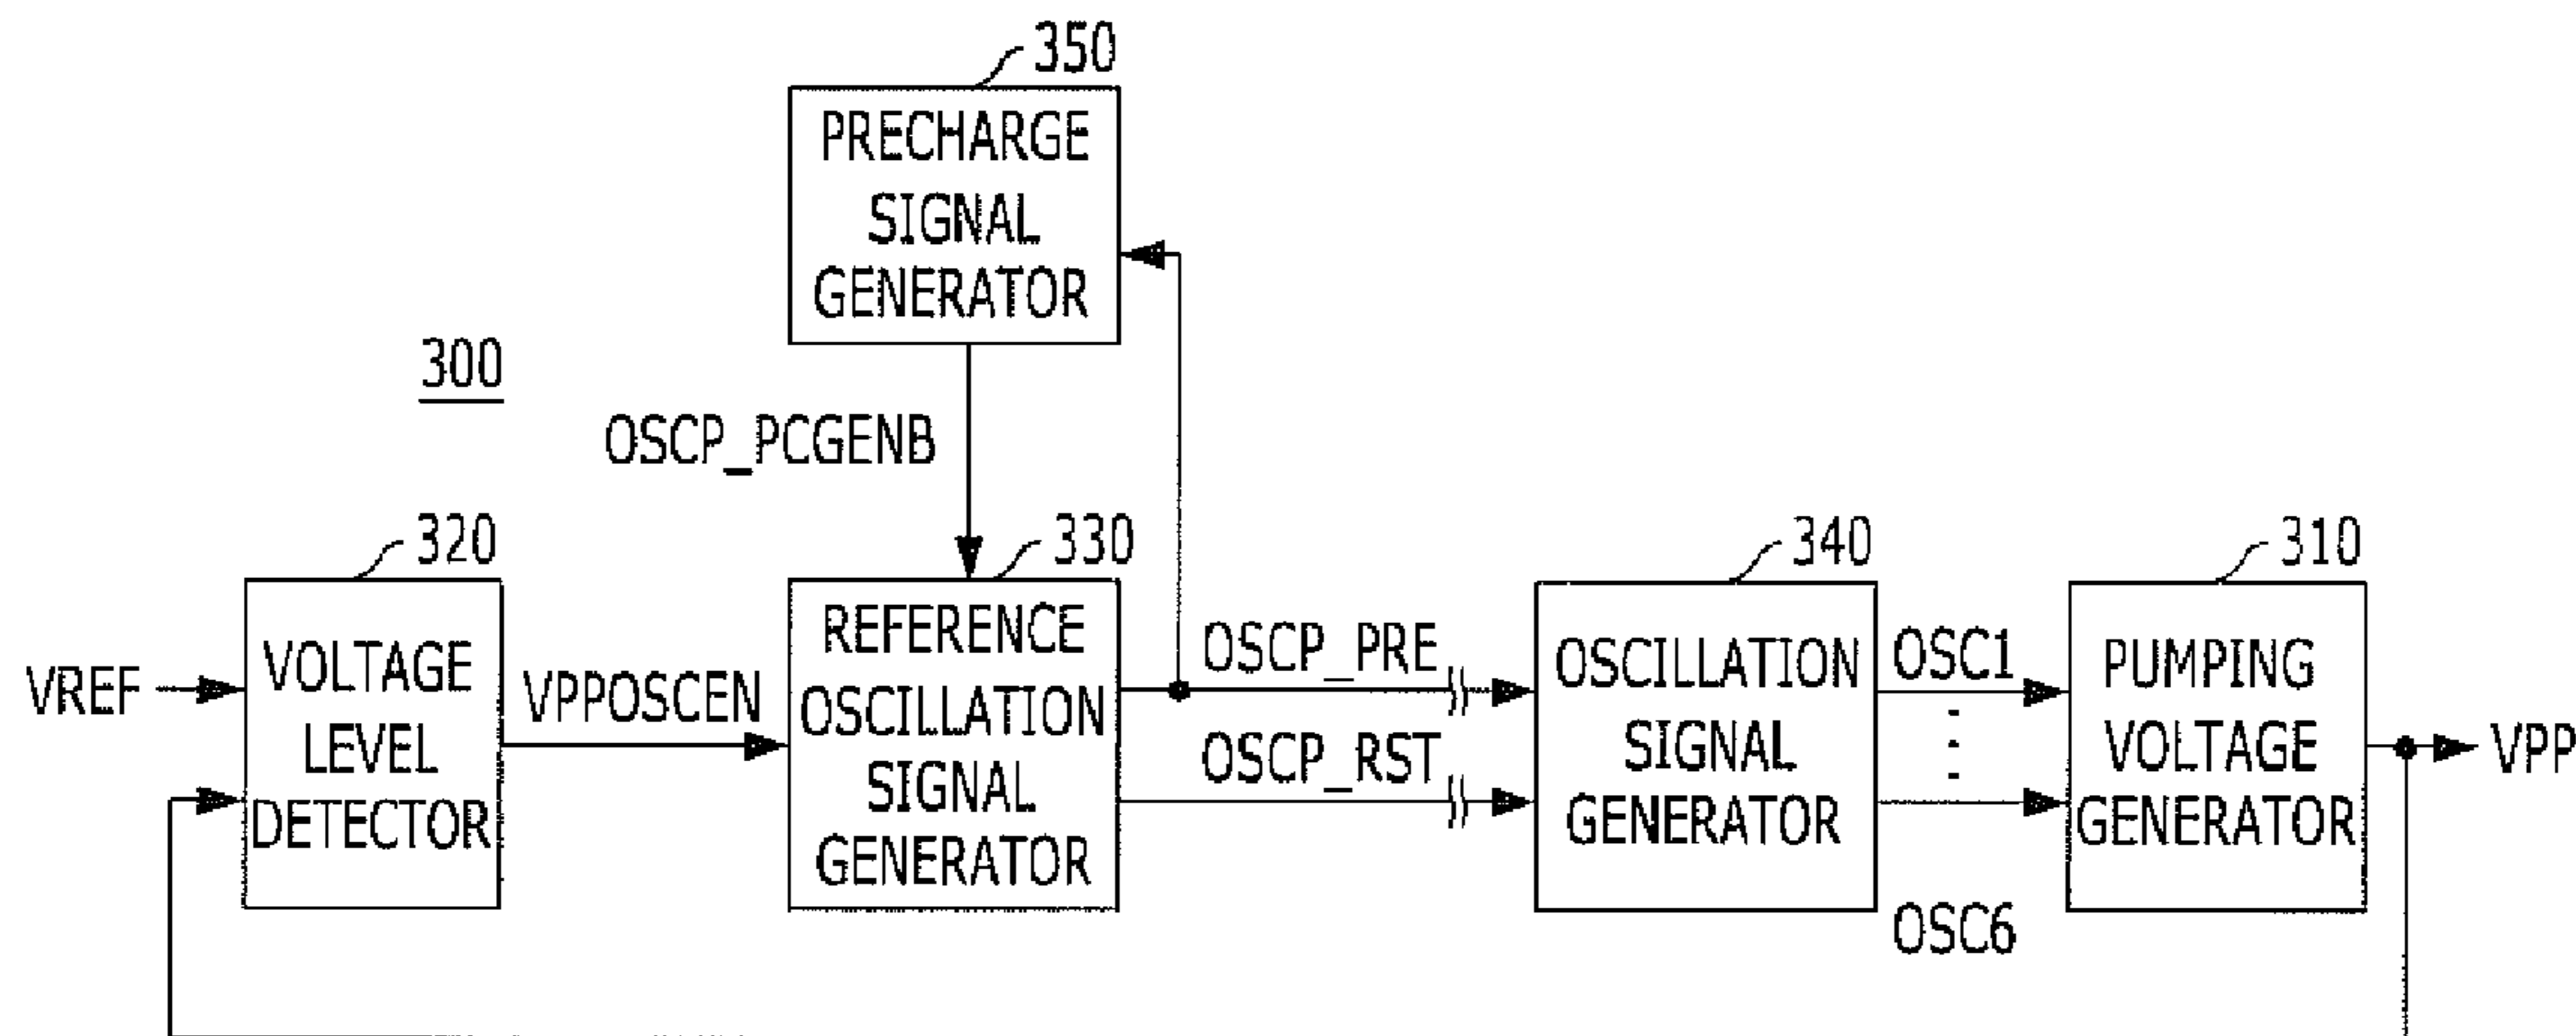 350
PRECHARGE
SIGNAL
GENERATOR
300
OSCP_PCGENB
320
330
340
310
VREF
VOLTAGE
LEVEL
DETECTOR
VPPOSCEN
REFERENCE
OSCILLATION
SIGNAL
GENERATOR
OSCP_PRE
OSCP_RST
OSCILLATION
SIGNAL
GENERATOR
OSC1
OSC6
PUMPING
VOLTAGE
GENERATOR
VPP